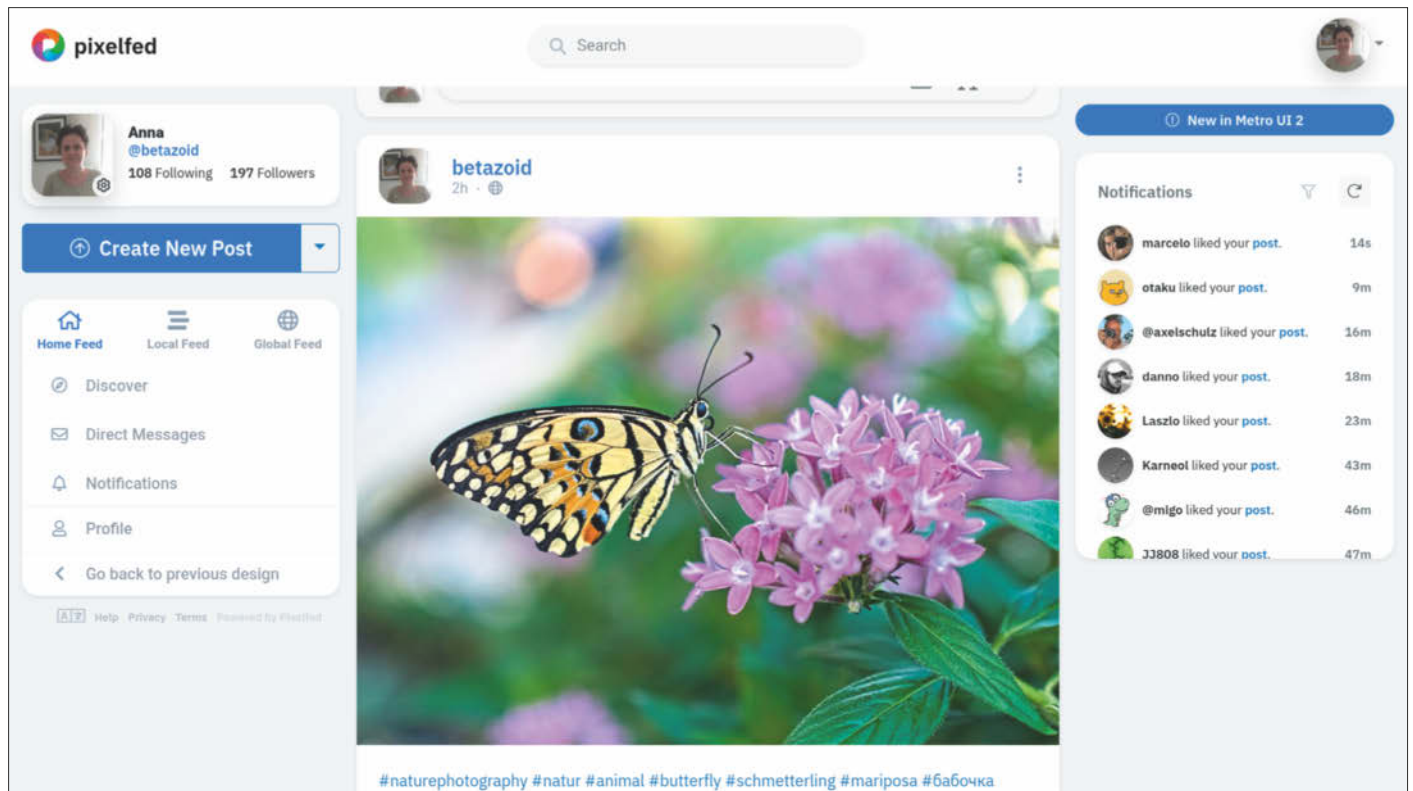 pixelfed
Search
Anna
@betazoid
108 Following 197 Followers
Create New Post
Home Feed Local Feed Global Feed
Discover
Direct Messages
Notifications
Profile
Go back to previous design
Help Privacy Terms Powered by Pixelfed
betazoid
2h ·
#naturephotography #natur #animal #butterfly #schmetterling #mariposa #бабочка
New in Metro UI 2
Notifications
marcelo liked your post. 14s
otaku liked your post. 9m
@axelschulz liked your post. 16m
danno liked your post. 18m
Laszlo liked your post. 23m
Karneol liked your post. 43m
@migo liked your post. 46m
JJ808 liked your post. 47m